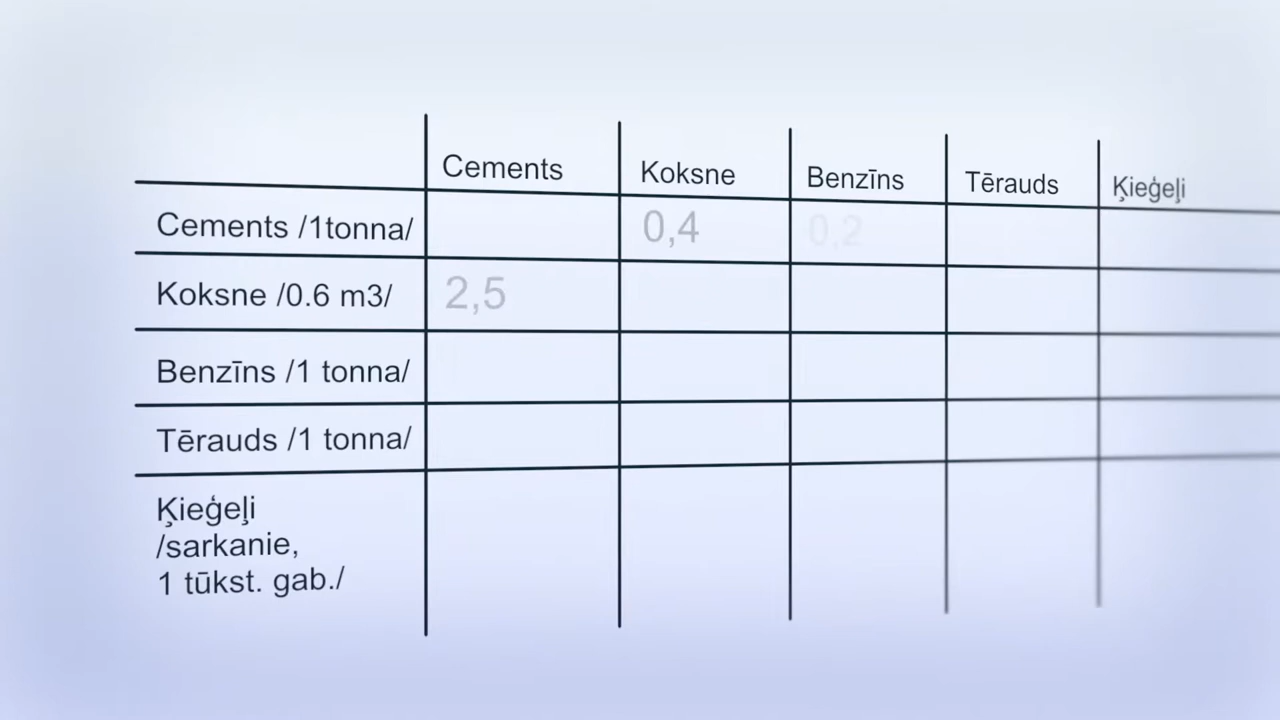 Cements Koksne Benzīns Tērauds Ķieģeļi
Cements /1tonna/ 0,4 0,2
Koksne /0.6 m3/ 2,5
Benzīns /1 tonna/
Tērauds /1 tonna/
Ķieģeļi
/sarkanie,
1 tūkst. gab./